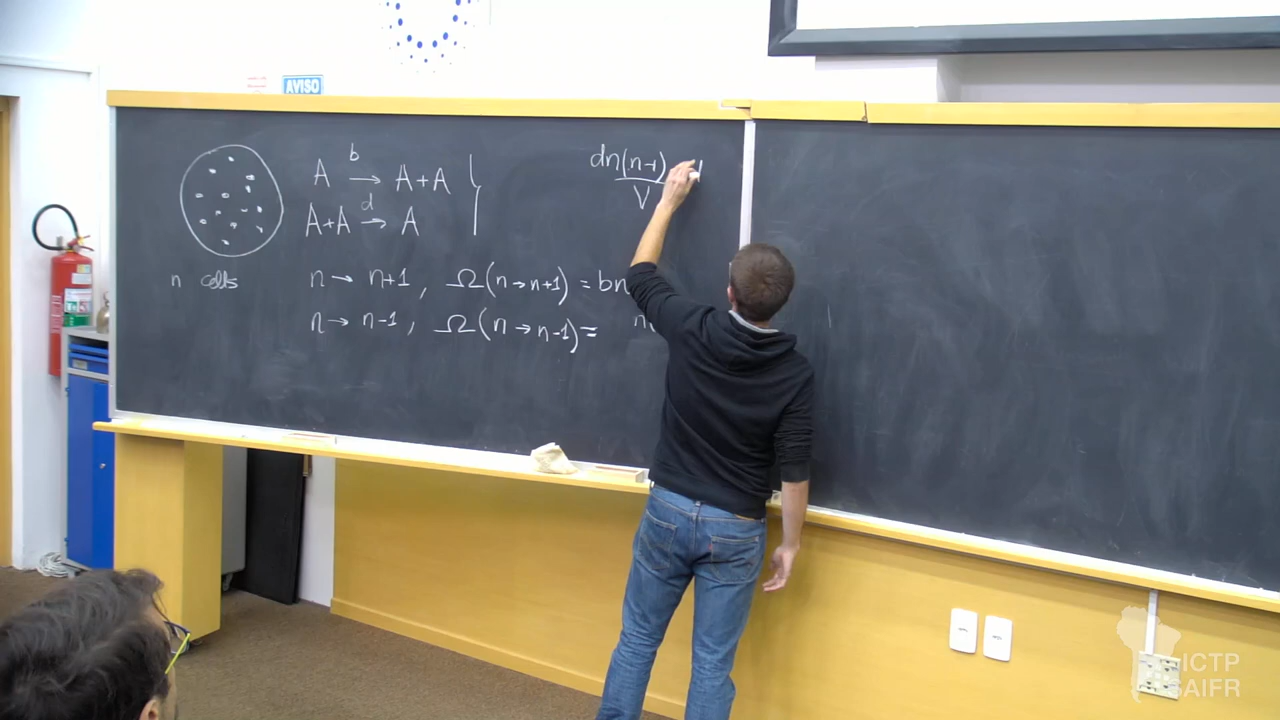 AVISO
A b→ A+A
A+A d→ A
n cells
n → n+1 , Ω(n→n+1) = bn
n → n-1 , Ω(n→n-1) =
dn(n-1)
V
ICTP
SAIFR